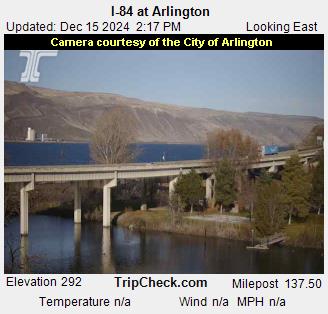 I-84 at Arlington
Updated: Dec 15 2024 2:17 PM Looking East
Camera courtesy of the City of Arlington
Elevation 292 TripCheck.com Milepost 137.50
Temperature n/a Wind n/a MPH n/a